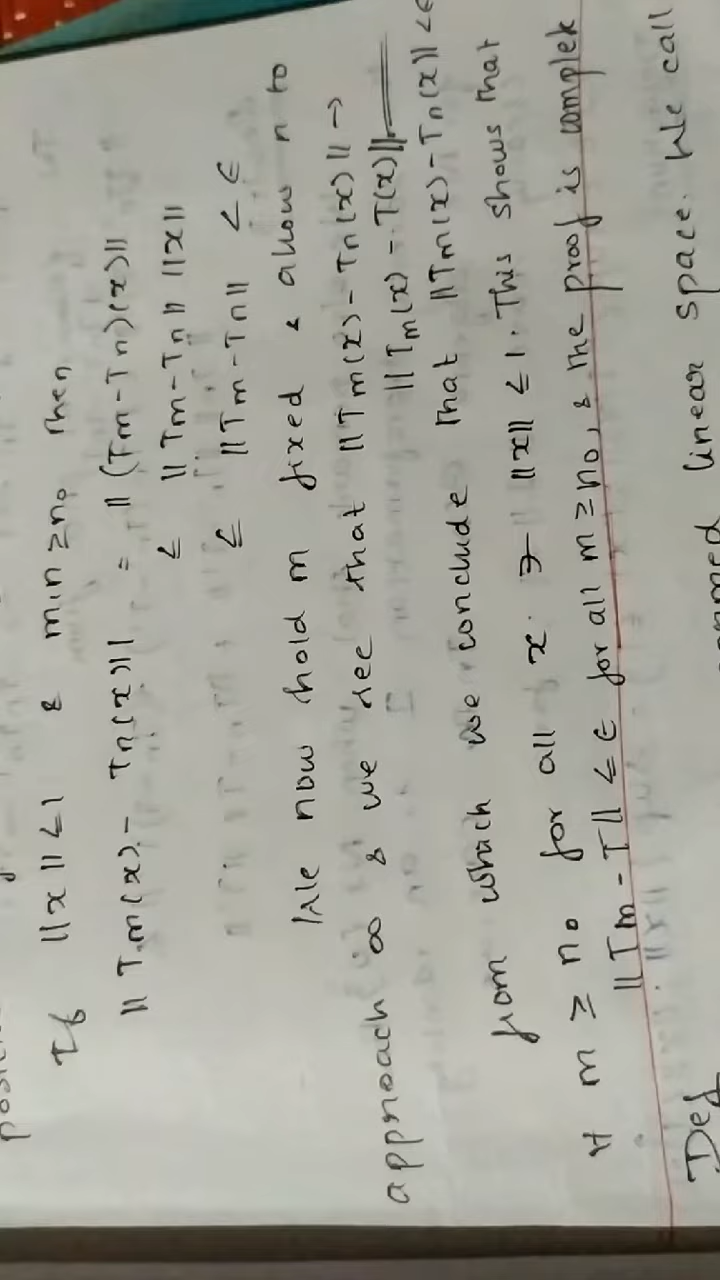 If ||x|| < 1 & m,n ≥ n₀ then
|| Tm(x) - Tn(x) || = || (Tm - Tn)(x) ||
≤ || Tm - Tn || ||x||
≤ || Tm - Tn || < ∈
We now hold m fixed & allow n to
approach ∞ & we see that || Tm(x) - Tn(x) || →
|| Tm(x) - T(x) ||
from which we conclude that || Tm(x) - Tn(x) || < ∈
∀ m ≥ n₀ for all x ∋ ||x|| ≤ 1. This shows that
|| Tm - T || ≤ ∈ for all m ≥ n₀, & the proof is complek
Def linear space. We call